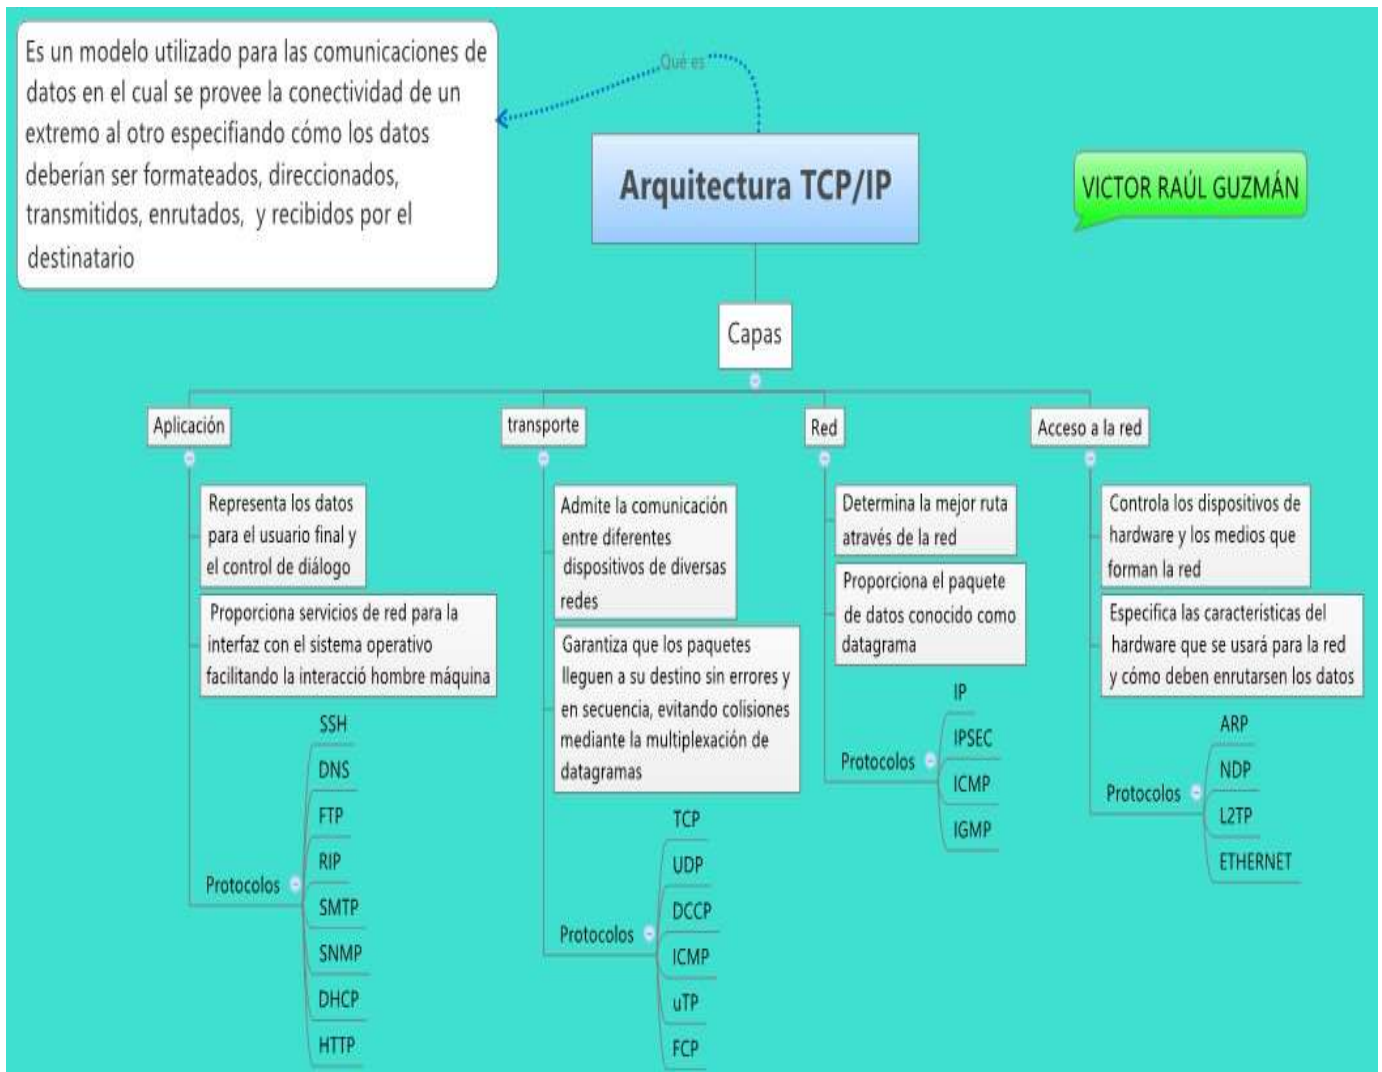 Es un modelo utilizado para las comunicaciones de
datos en el cual se provee la conectividad de un
extremo al otro especifiando cómo los datos
deberían ser formateados, direccionados,
transmitidos, enrutados, y recibidos por el
destinatario
Qué es
Arquitectura TCP/IP
VICTOR RAÚL GUZMÁN
Capas
Aplicación
Representa los datos
para el usuario final y
el control de diálogo
Proporciona servicios de red para la
interfaz con el sistema operativo
facilitando la interacció hombre máquina
Protocolos
SSH
DNS
FTP
RIP
SMTP
SNMP
DHCP
HTTP
transporte
Admite la comunicación
entre diferentes
dispositivos de diversas
redes
Garantiza que los paquetes
lleguen a su destino sin errores y
en secuencia, evitando colisiones
mediante la multiplexación de
datagramas
Protocolos
TCP
UDP
DCCP
ICMP
uTP
FCP
Red
Determina la mejor ruta
através de la red
Proporciona el paquete
de datos conocido como
datagrama
Protocolos
IP
IPSEC
ICMP
IGMP
Acceso a la red
Controla los dispositivos de
hardware y los medios que
forman la red
Especifica las características del
hardware que se usará para la red
y cómo deben enrutarsen los datos
Protocolos
ARP
NDP
L2TP
ETHERNET